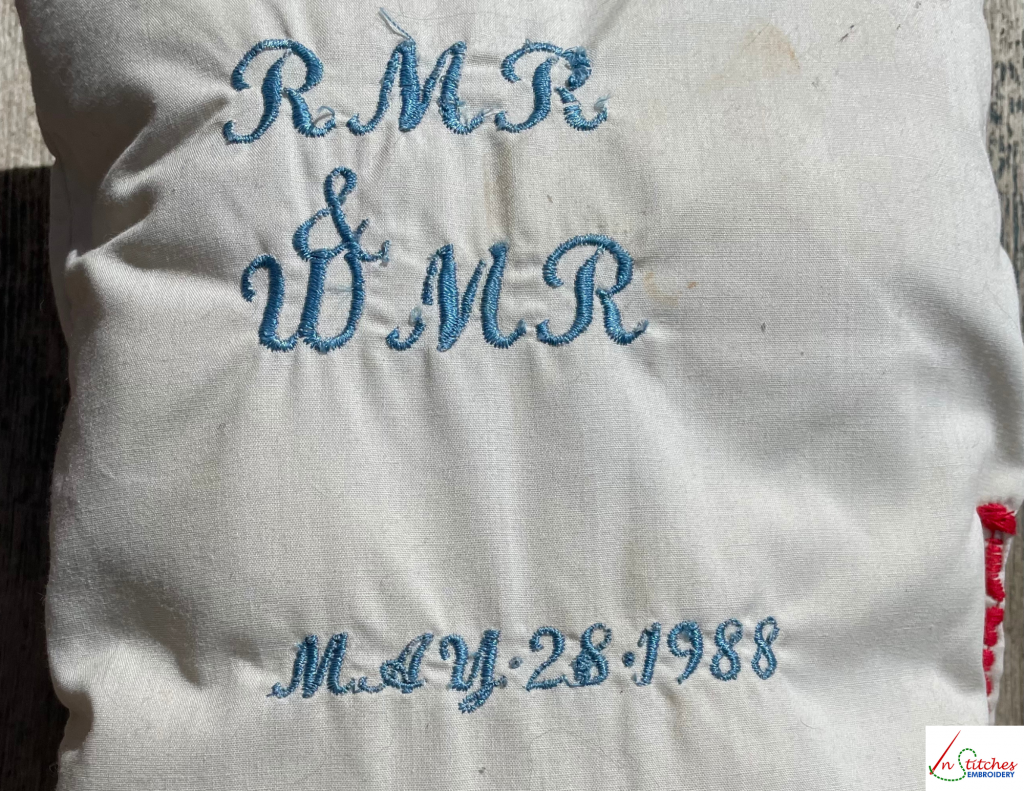 RMR
&
WMR
MAY·28·1988
In Stitches
EMBROIDERY